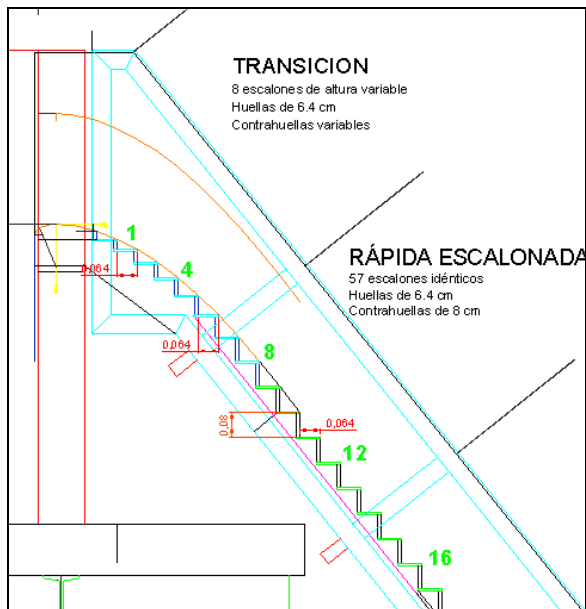 TRANSICION
8 escalones de altura variable
Huellas de 6.4 cm
Contrahuellas variables
1
0,064
4
RÁPIDA ESCALONADA
57 escalones idénticos
Huellas de 6.4 cm
Contrahuellas de 8 cm
0,064
8
0,08
0,064
12
16